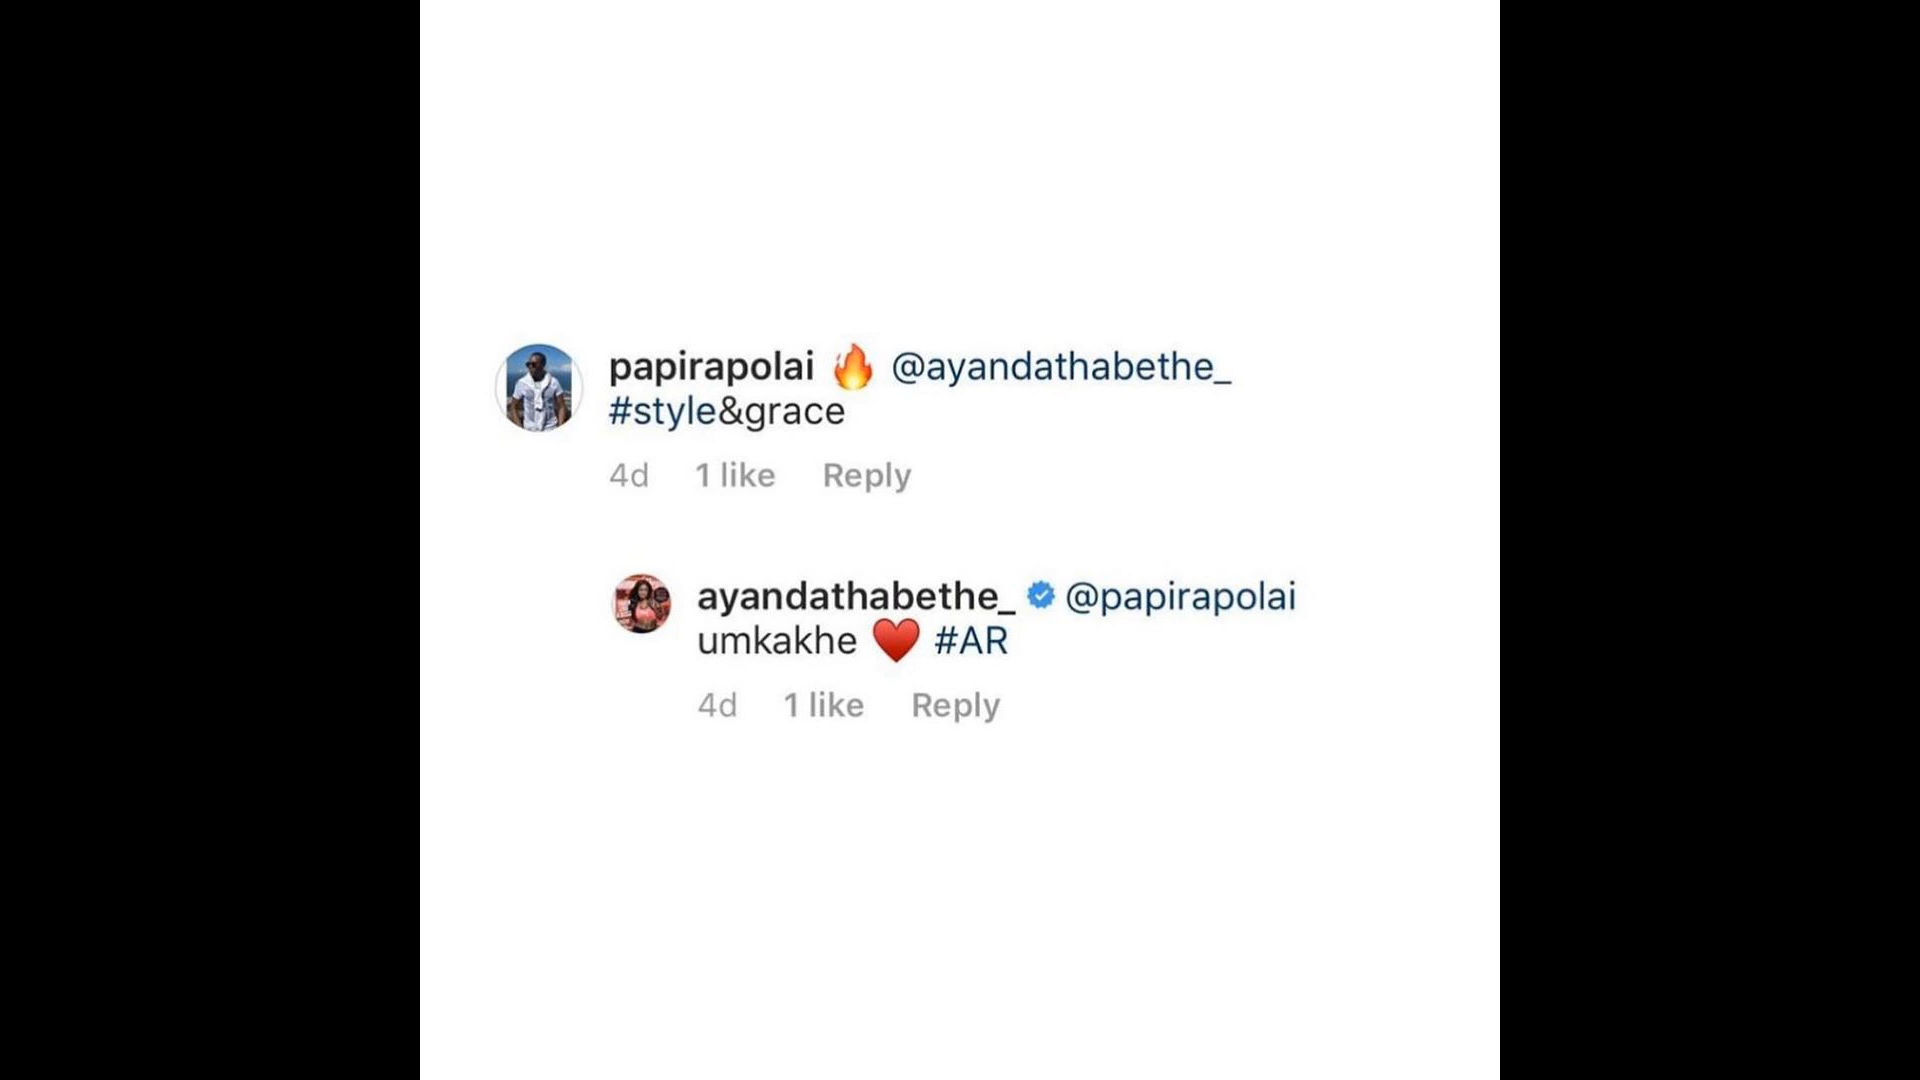 papirapolai 🔥 @ayandathabethe_
#style&grace
4d 1 like Reply
ayandathabethe_ @papirapolai
umkakhe ♥️ #AR
4d 1 like Reply